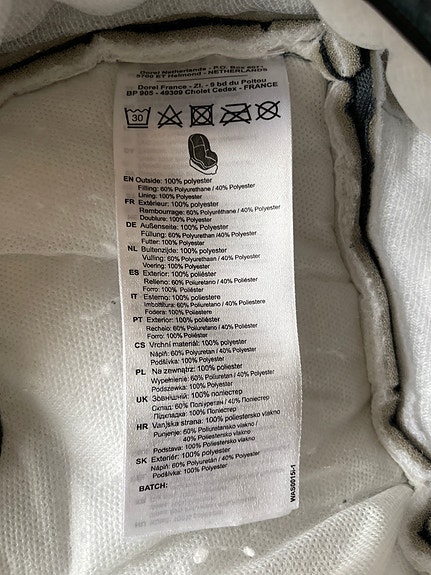 Dorel Netherlands - P.O. Box
5700 ET Helmond - NETHERLANDS
Dorel France - Z.I. - 9 bd du Poitou
BP 905 - 49309 Cholet Cedex - FRANCE
30
EN Outside: 100% polyester
Filling: 60% Polyurethane / 40% Polyester
Lining: 100% polyester
FR Extérieur: 100% polyester
Rembourrage: 60% Polyuréthane / 40% Polyester
Doublure: 100% polyester
DE Außenseite: 100% polyester
Füllung: 60% Polyurethan /40% Polyester
Futter: 100% Polyester
NL Buitenzijde: 100% polyester
Vulling: 60% Polyurethaan / 40% Polyester
Voering: 100% Polyester
ES Exterior: 100% poliéster
Relleno: 60% Poliuretano / 40% Poliéster
Forro: 100% Poliéster
IT Esterno: 100% poliestere
Imbottitura: 60% Poliuretano / 40% Poliestere
Fodera: 100% Poliestere
PT Exterior: 100% poliéster
Recheio: 60% Poliuretano / 40% Poliéster
Forro: 100% Poliéster
CS Vrchní materiál: 100% polyester
Náplň: 60% Polyuretan / 40% Polyester
Podšívka: 100% Polyester
PL Na zewnątrz: 100% poliester
Wypełnienie: 60% Poliuretan / 40% Poliester
Podszewka: 100% Poliester
UK Зовнішній: 100% поліестер
Склад: 60% Поліуретан / 40% Поліестер
Підкладка: 100% Поліестер
HR Vanjska strana: 100% poliestersko vlakno
Punjenje: 60% Poliuretansko vlakno
/ 40% Poliestersko vlakno
Podstava: 100% Poliestersko vlakno
SK Exteriér: 100% polyester
Náplň: 60% Polyuretán / 40% Polyester
Podšívka: 100% Polyester
BATCH:
WAS0015i-1